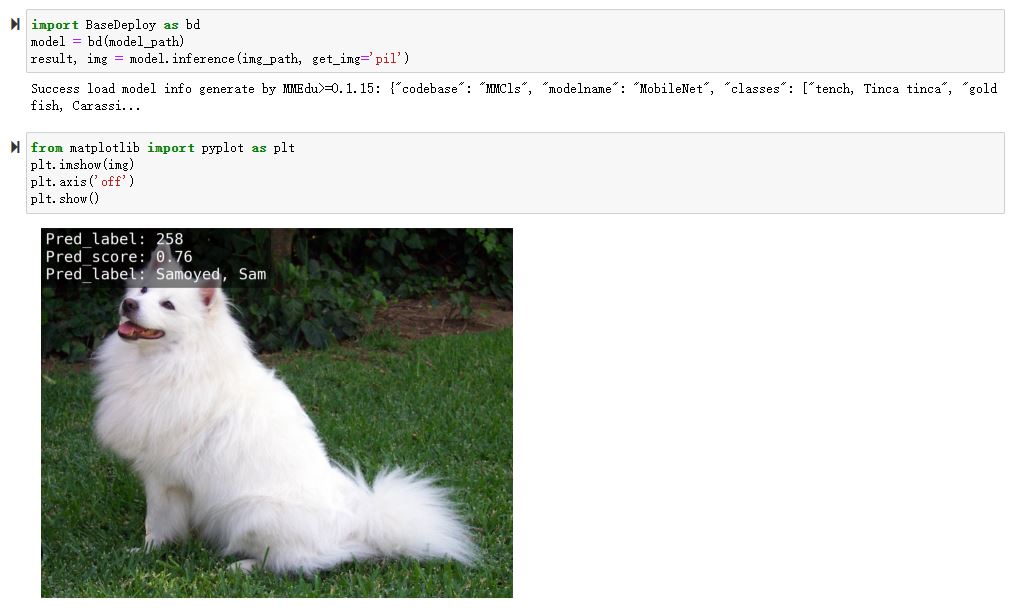 import BaseDeploy as bd
model = bd(model_path)
result, img = model.inference(img_path, get_img='pil')
Success load model info generate by MMEdu>=0.1.15: {"codebase": "MMCls", "modelname": "MobileNet", "classes": ["tench, Tinca tinca", "gold
fish, Carassi...
from matplotlib import pyplot as plt
plt.imshow(img)
plt.axis('off')
plt.show()
Pred_label: 258
Pred_score: 0.76
Pred_label: Samoyed, Sam